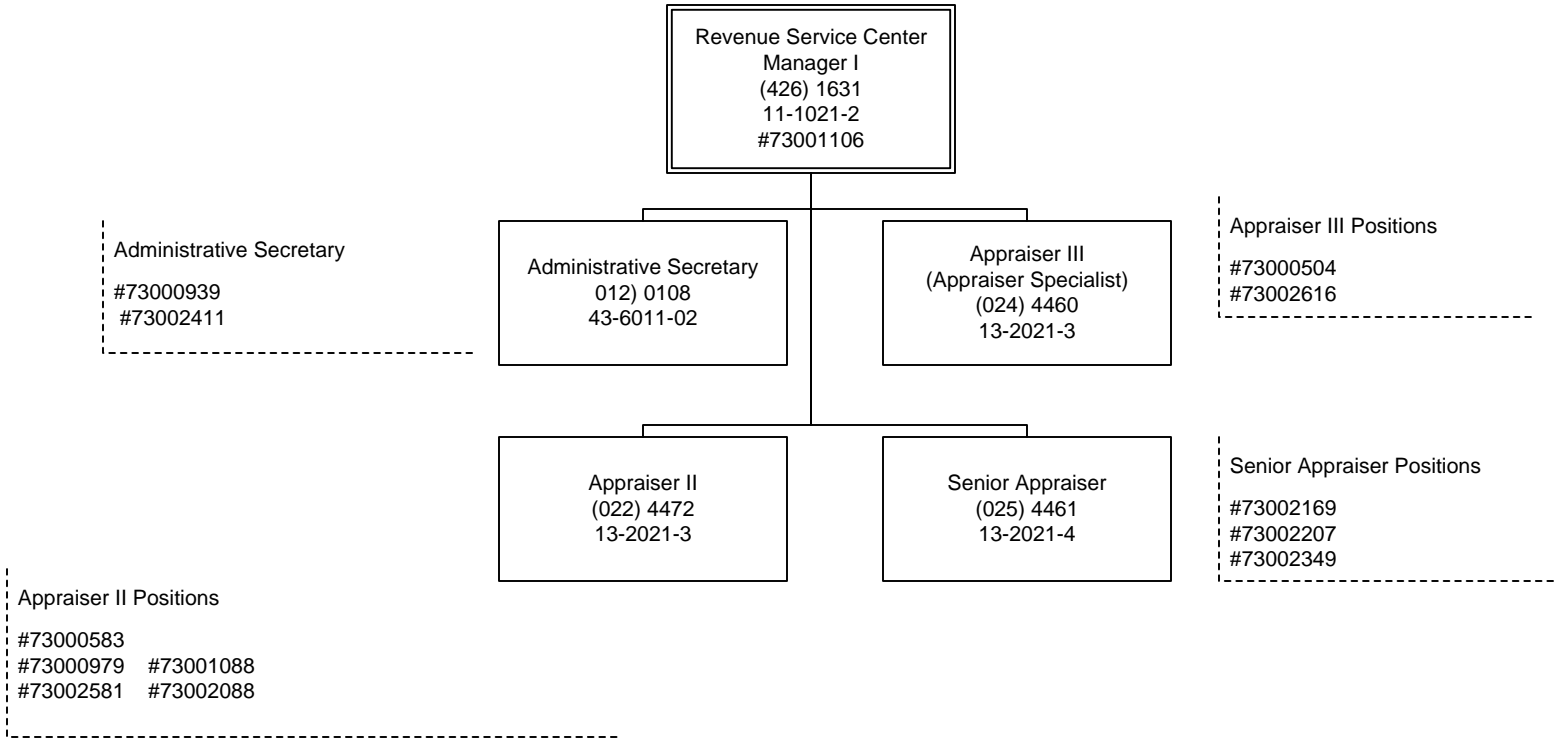 Revenue Service Center
Manager I
(426) 1631
11-1021-2
#73001106
Administrative Secretary
#73000939
#73002411
Administrative Secretary
012) 0108
43-6011-02
Appraiser III
(Appraiser Specialist)
(024) 4460
13-2021-3
Appraiser III Positions
#73000504
#73002616
Appraiser II
(022) 4472
13-2021-3
Senior Appraiser
(025) 4461
13-2021-4
Senior Appraiser Positions
#73002169
#73002207
#73002349
Appraiser II Positions
#73000583
#73000979 #73001088
#73002581 #73002088